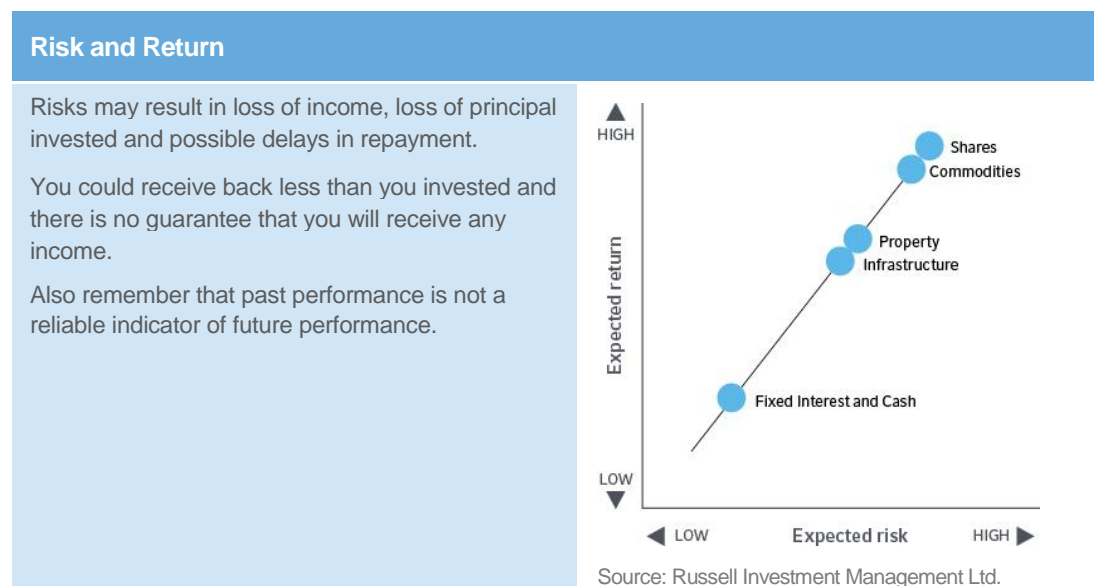 Risk and Return
Risks may result in loss of income, loss of principal
invested and possible delays in repayment.
You could receive back less than you invested and
there is no guarantee that you will receive any
income.
Also remember that past performance is not a
reliable indicator of future performance.
HIGH
Shares
Commodities
Property
Infrastructure
Expected return
Fixed Interest and Cash
LOW
LOW Expected risk HIGH
Source: Russell Investment Management Ltd.